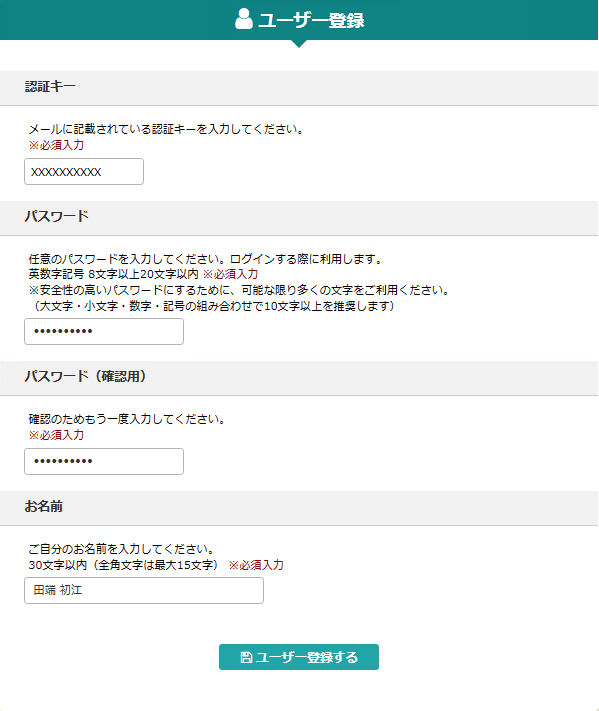 ユーザー登録
認証キー
メールに記載されている認証キーを入力してください。
※必須入力
XXXXXXXXXX
パスワード
任意のパスワードを入力してください。ログインする際に利用します。
英数字記号 8文字以上20文字以内 ※必須入力
※安全性の高いパスワードにするために、可能な限り多くの文字をご利用ください。
（大文字・小文字・数字・記号の組み合わせで10文字以上を推奨します）
••••••••••
パスワード（確認用）
確認のためもう一度入力してください。
※必須入力
••••••••••
お名前
ご自分のお名前を入力してください。
30文字以内（全角文字は最大15文字） ※必須入力
田端 初江
ユーザー登録する